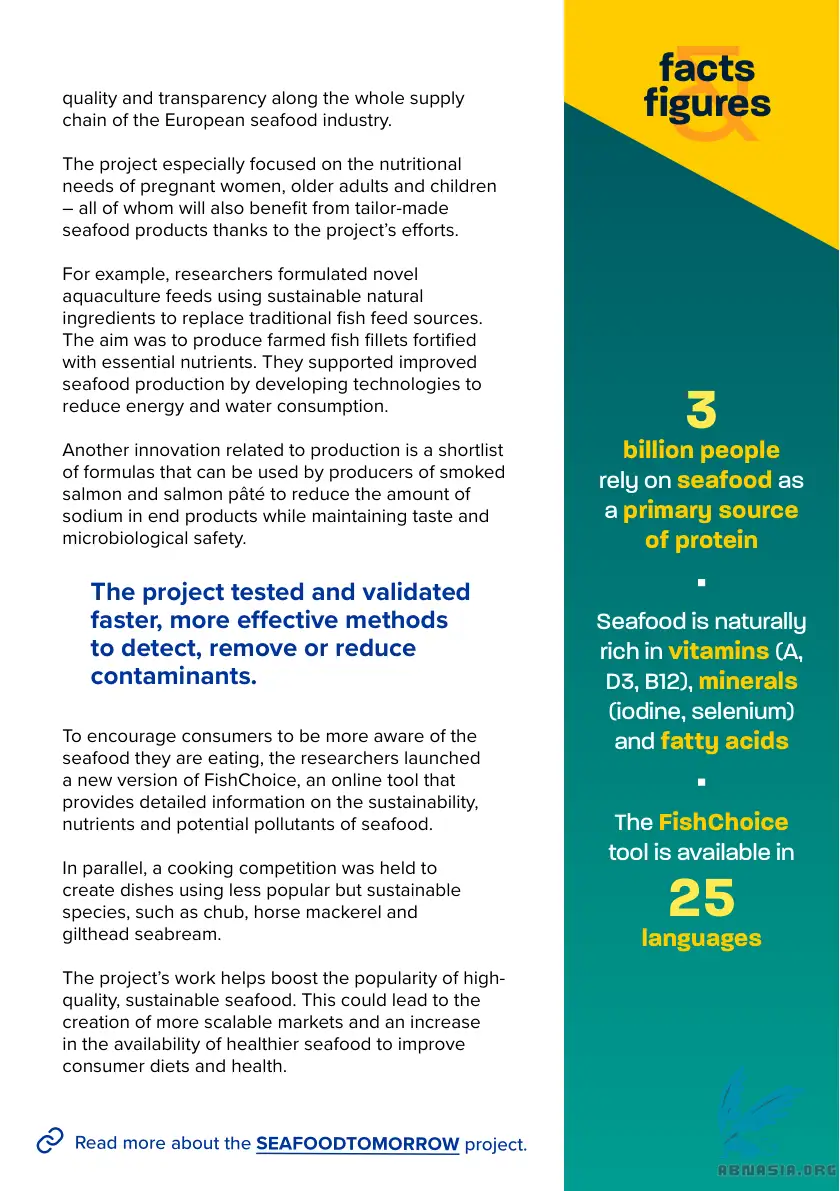 quality and transparency along the whole supply
chain of the European seafood industry.
The project especially focused on the nutritional
needs of pregnant women, older adults and children
– all of whom will also benefit from tailor-made
seafood products thanks to the project's efforts.
For example, researchers formulated novel
aquaculture feeds using sustainable natural
ingredients to replace traditional fish feed sources.
The aim was to produce farmed fish fillets fortified
with essential nutrients. They supported improved
seafood production by developing technologies to
reduce energy and water consumption.
Another innovation related to production is a shortlist
of formulas that can be used by producers of smoked
salmon and salmon pâté to reduce the amount of
sodium in end products while maintaining taste and
microbiological safety.
The project tested and validated
faster, more effective methods
to detect, remove or reduce
contaminants.
To encourage consumers to be more aware of the
seafood they are eating, the researchers launched
a new version of FishChoice, an online tool that
provides detailed information on the sustainability,
nutrients and potential pollutants of seafood.
In parallel, a cooking competition was held to
create dishes using less popular but sustainable
species, such as chub, horse mackerel and
gilthead seabream.
The project's work helps boost the popularity of high-
quality, sustainable seafood. This could lead to the
creation of more scalable markets and an increase
in the availability of healthier seafood to improve
consumer diets and health.
Read more about the SEAFOODTOMORROW project.
facts
&
figures
3
billion people
rely on seafood as
a primary source
of protein
Seafood is naturally
rich in vitamins (A,
D3, B12), minerals
(iodine, selenium)
and fatty acids
The FishChoice
tool is available in
25
languages
ABNASIA.ORG